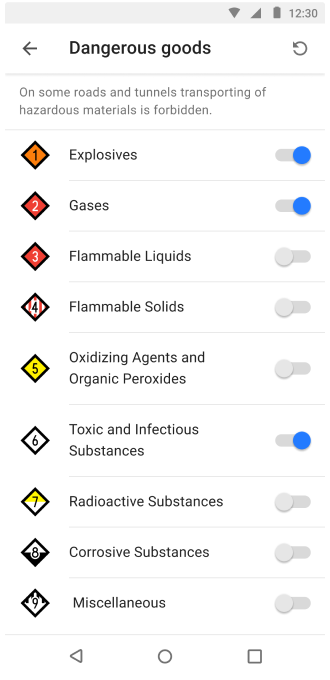 12:30
Dangerous goods
On some roads and tunnels transporting of
hazardous materials is forbidden.
1 Explosives
2 Gases
3 Flammable Liquids
4 Flammable Solids
5 Oxidizing Agents and
Organic Peroxides
6 Toxic and Infectious
Substances
7 Radioactive Substances
8 Corrosive Substances
9 Miscellaneous